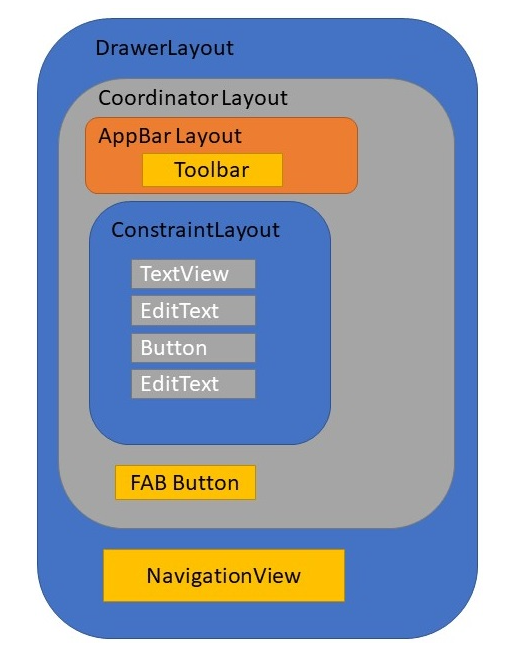 DrawerLayout
Coordinator Layout
AppBar Layout
Toolbar
ConstraintLayout
TextView
EditText
Button
EditText
FAB Button
NavigationView